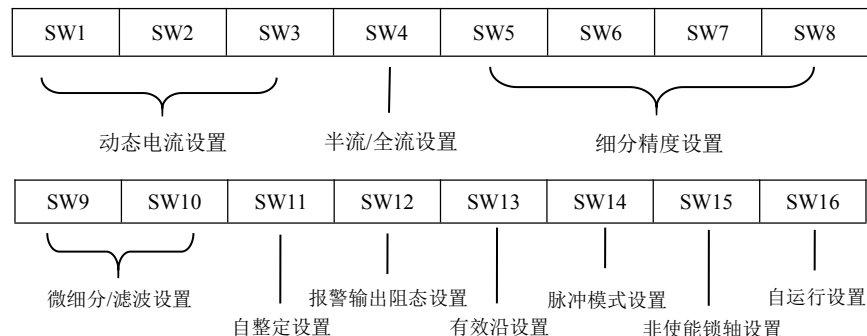 SW1 SW2 SW3 SW4 SW5 SW6 SW7 SW8
动态电流设置 半流/全流设置 细分精度设置
SW9 SW10 SW11 SW12 SW13 SW14 SW15 SW16
微细分/滤波设置 报警输出阻态设置 脉冲模式设置 自运行设置
自整定设置 有效沿设置 非使能锁轴设置